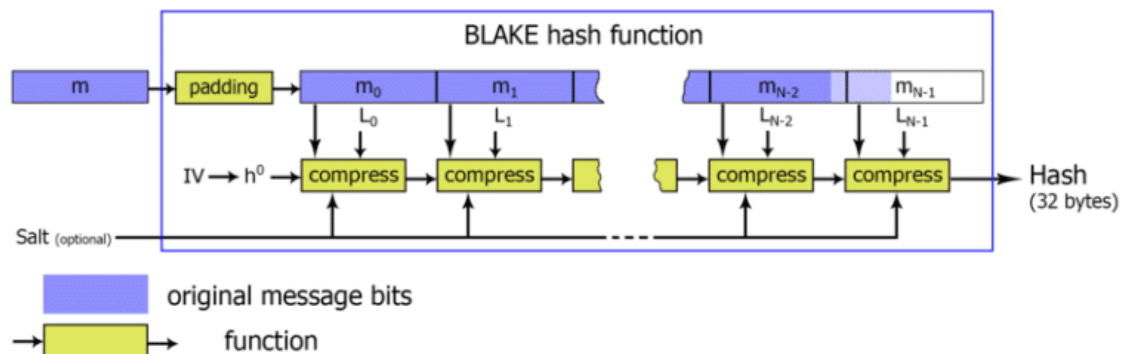 BLAKE hash function
m
padding
m0 m1 mN-2 mN-1
L0 L1 LN-2 LN-1
IV h0 compress compress compress compress Hash
(32 bytes)
Salt (optional)
original message bits
function